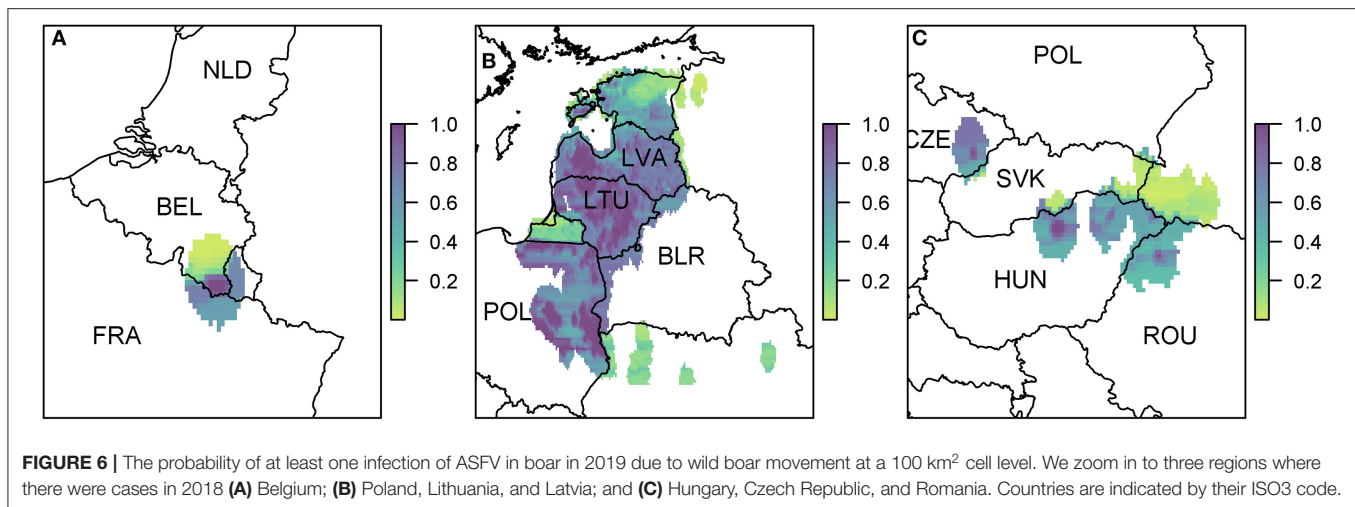 A
NLD
BEL
FRA
1.0
0.8
0.6
0.4
0.2
B
LVA
LTU
BLR
POL
1.0
0.8
0.6
0.4
0.2
C
POL
CZE
SVK
HUN
ROU
1.0
0.8
0.6
0.4
0.2
FIGURE 6 | The probability of at least one infection of ASFV in boar in 2019 due to wild boar movement at a 100 km² cell level. We zoom in to three regions where
there were cases in 2018 (A) Belgium; (B) Poland, Lithuania, and Latvia; and (C) Hungary, Czech Republic, and Romania. Countries are indicated by their ISO3 code.